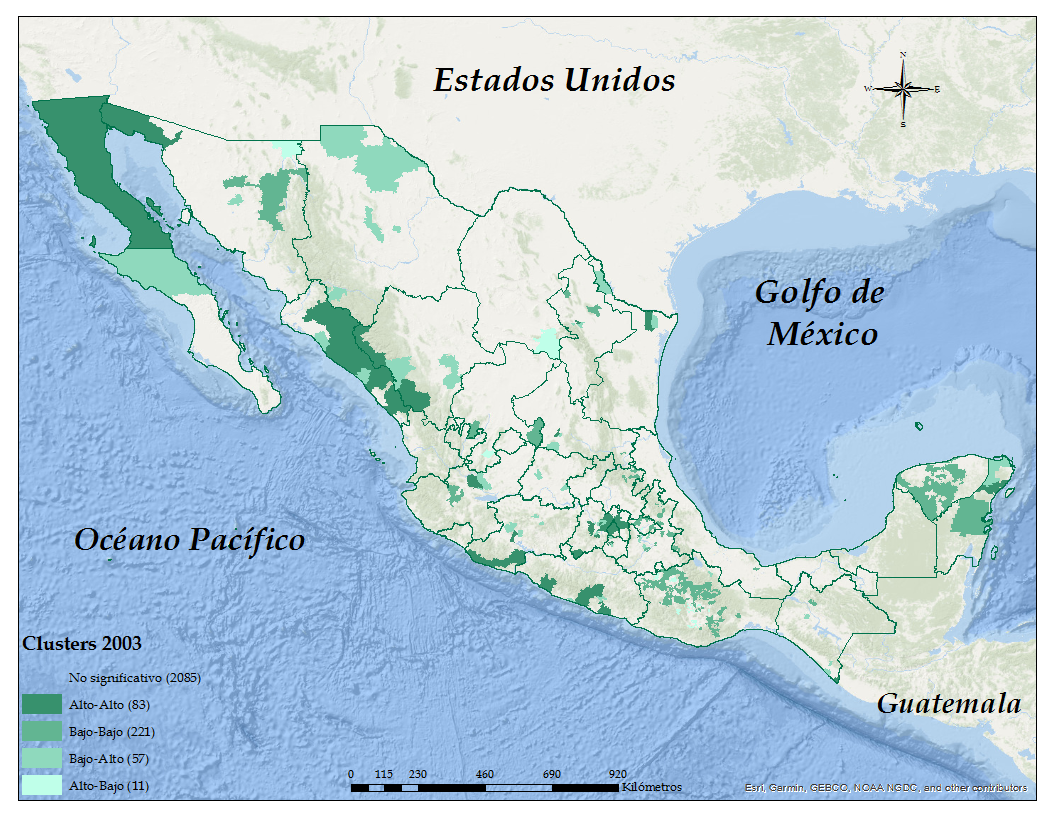 Estados Unidos
N
W
E
S
Golfo de
México
Océano Pacífico
Guatemala
Clusters 2003
No significativo (2085)
Alto-Alto (83)
Bajo-Bajo (221)
Bajo-Alto (57)
Alto-Bajo (11)
0 115 230 460 690 920
Kilómetros
Esri, Garmin, GEBCO, NOAA NGDC, and other contributors